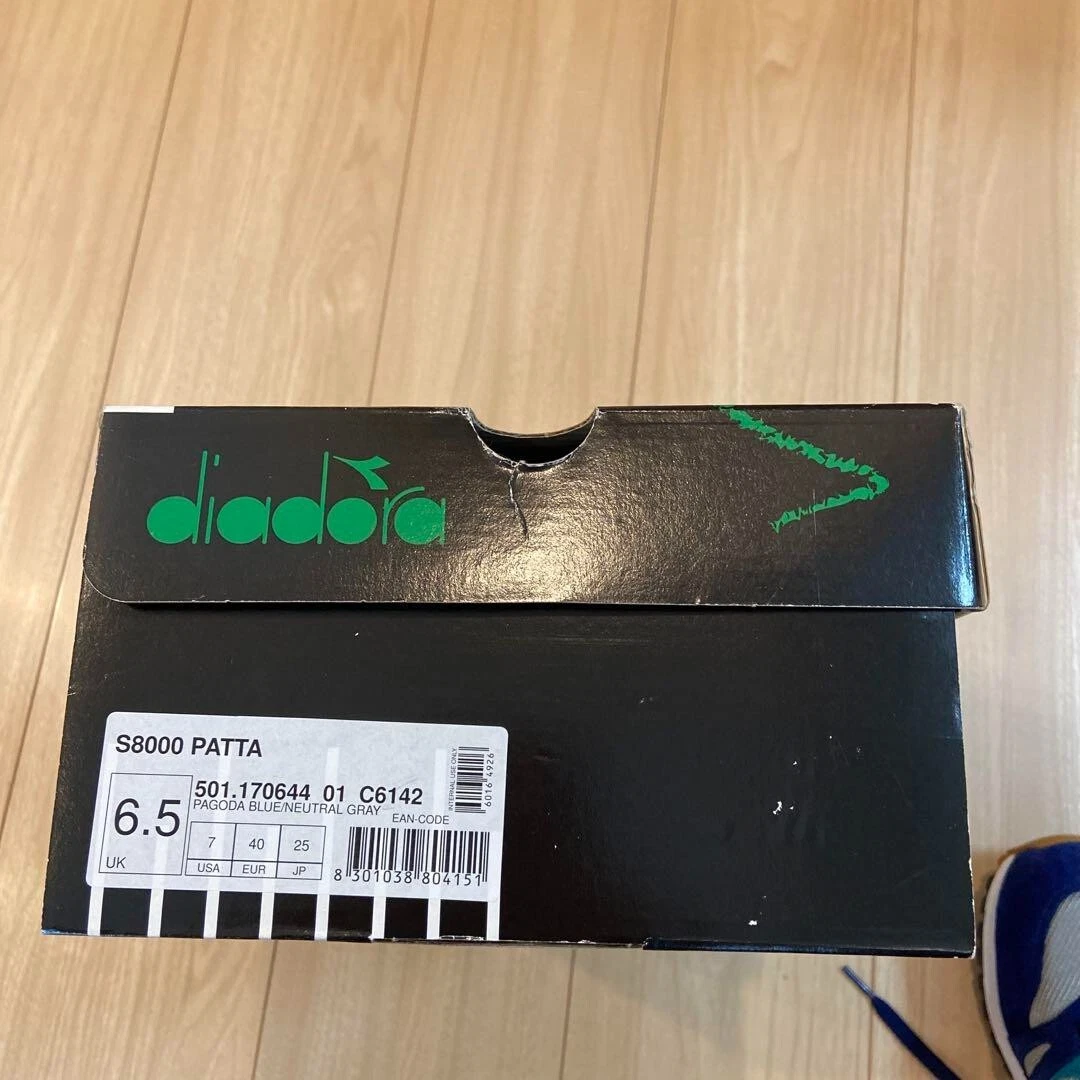 diadora
S8000 PATTA
501.170644 01 C6142
PAGODA BLUE/NEUTRAL GRAY
EAN-CODE
6.5
UK
7 40 25
USA EUR JP
8 301038 804151
INTERNAL USE ONLY
6016 4926